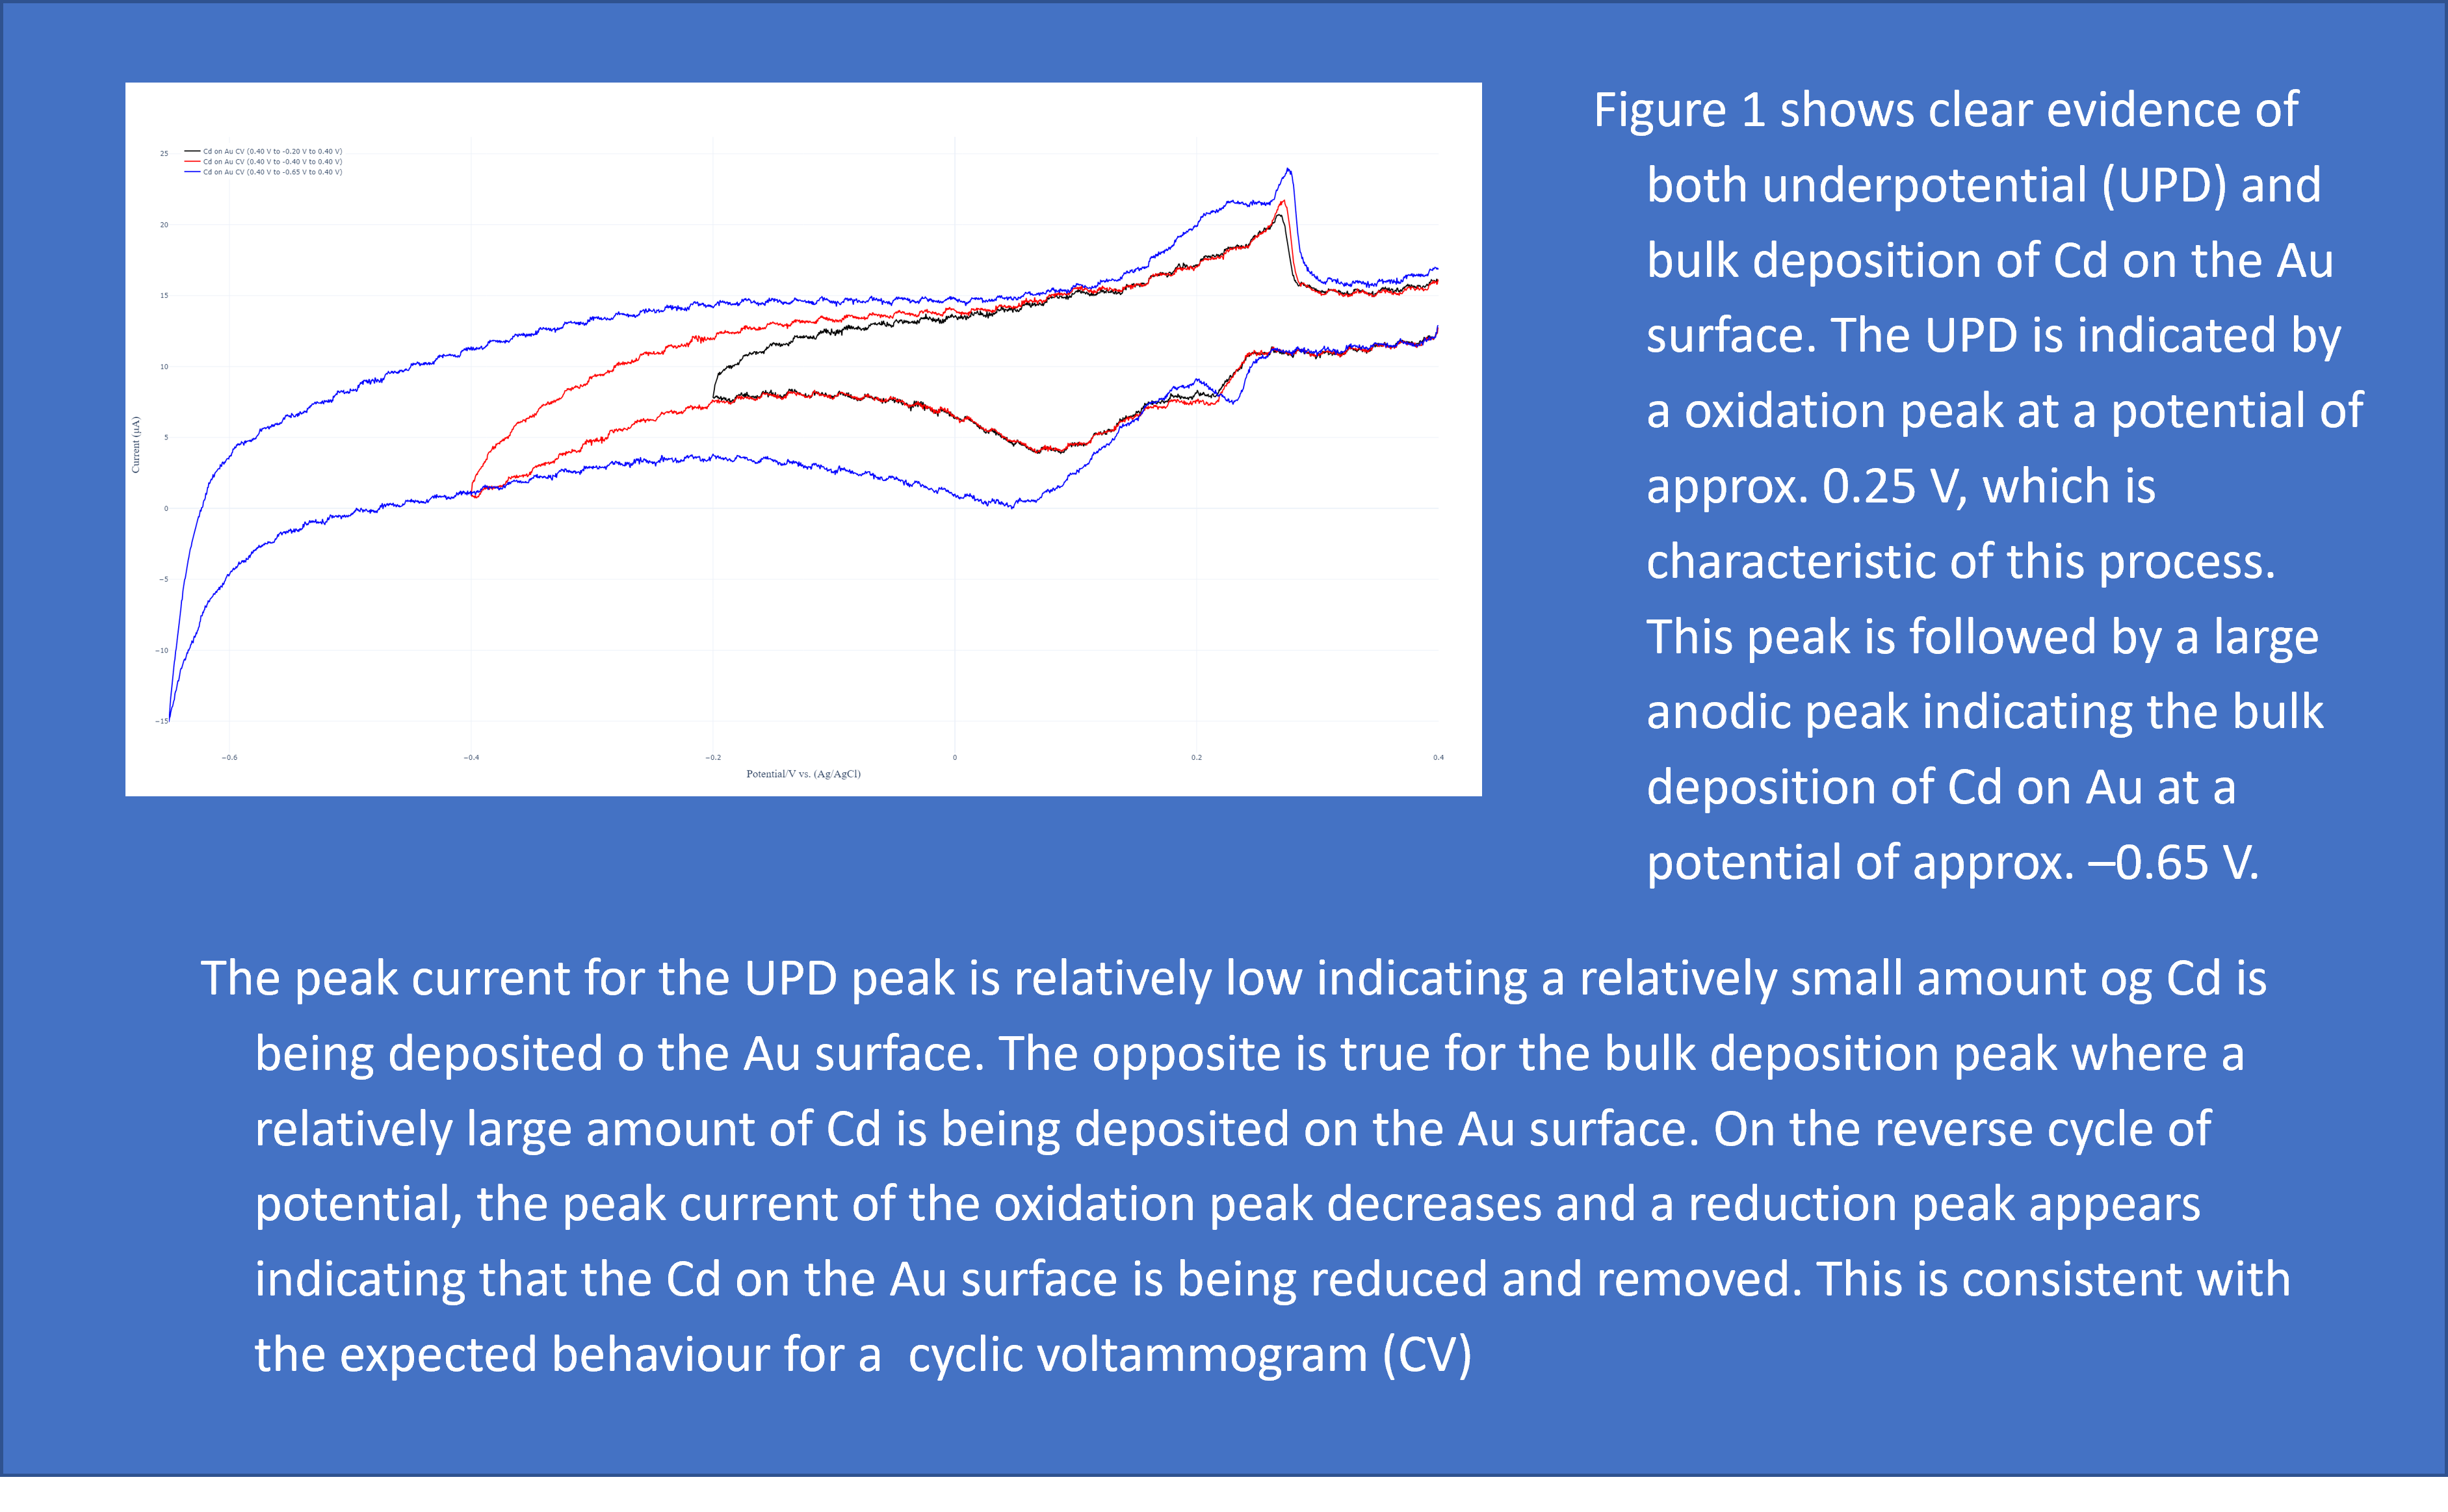 25
20
15
10
5
0
−5
−10
−15
Current (μA)
Cd on Au CV (0.40 V to -0.20 V to 0.40 V)
Cd on Au CV (0.40 V to -0.40 V to 0.40 V)
Cd on Au CV (0.40 V to -0.65 V to 0.40 V)
−0.6
−0.4
−0.2
0
0.2
0.4
Potential/V vs. (Ag/AgCl)
Figure 1 shows clear evidence of
both underpotential (UPD) and
bulk deposition of Cd on the Au
surface. The UPD is indicated by
a oxidation peak at a potential of
approx. 0.25 V, which is
characteristic of this process.
This peak is followed by a large
anodic peak indicating the bulk
deposition of Cd on Au at a
potential of approx. –0.65 V.
The peak current for the UPD peak is relatively low indicating a relatively small amount og Cd is
being deposited o the Au surface. The opposite is true for the bulk deposition peak where a
relatively large amount of Cd is being deposited on the Au surface. On the reverse cycle of
potential, the peak current of the oxidation peak decreases and a reduction peak appears
indicating that the Cd on the Au surface is being reduced and removed. This is consistent with
the expected behaviour for a  cyclic voltammogram (CV)